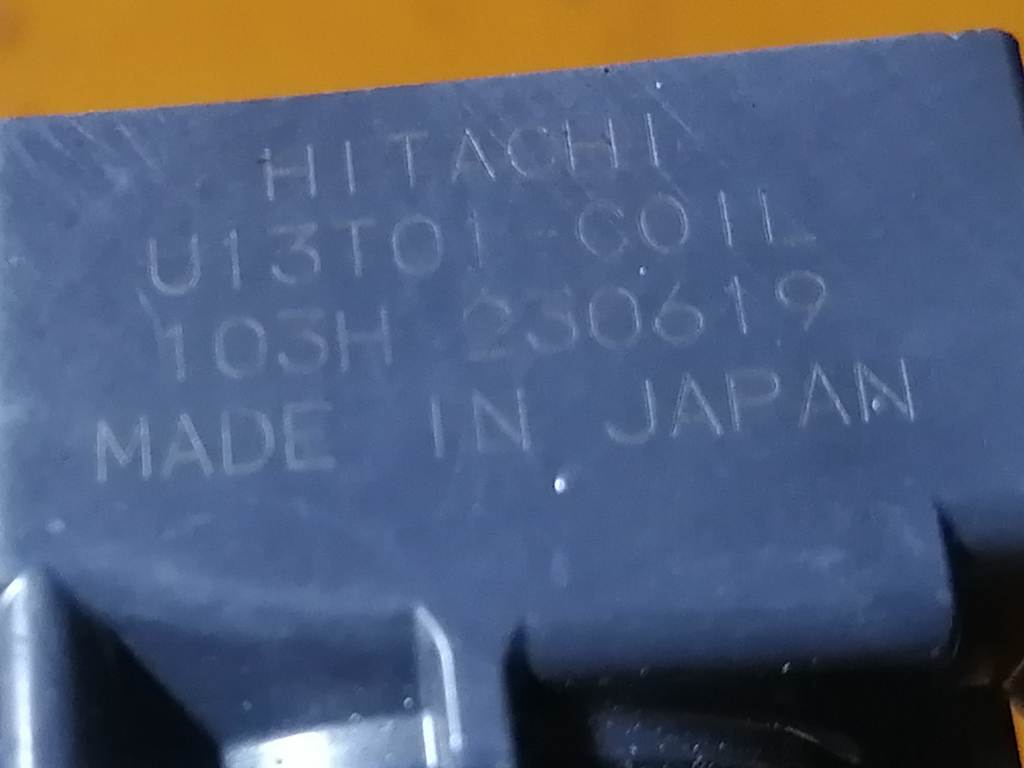 HITACHI
U13T01-COIL
103H 230619
MADE IN JAPAN